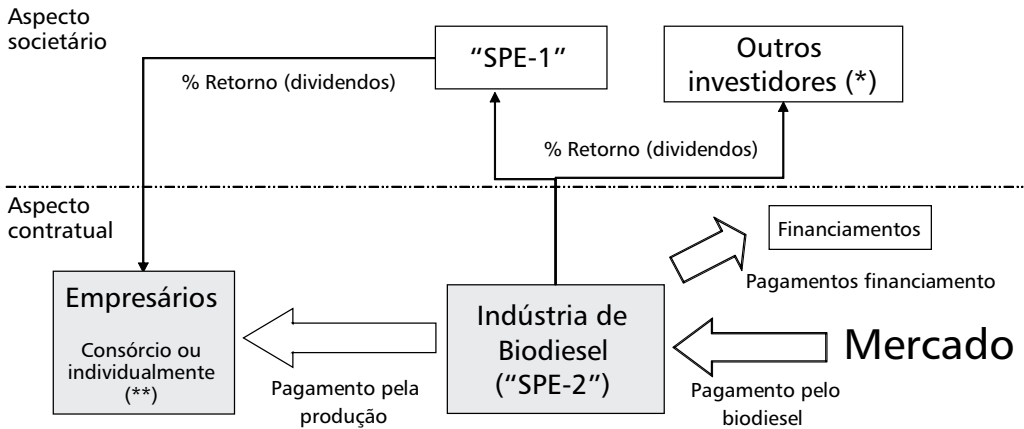 Aspecto
societário
“SPE-1”
Outros
investidores (*)
% Retorno (dividendos)
% Retorno (dividendos)
Aspecto
contratual
Financiamentos
Pagamentos financiamento
Empresários
Consórcio ou
individualmente
(**)
Pagamento pela
produção
Indústria de
Biodiesel
(“SPE-2”)
Mercado
Pagamento pelo
biodiesel